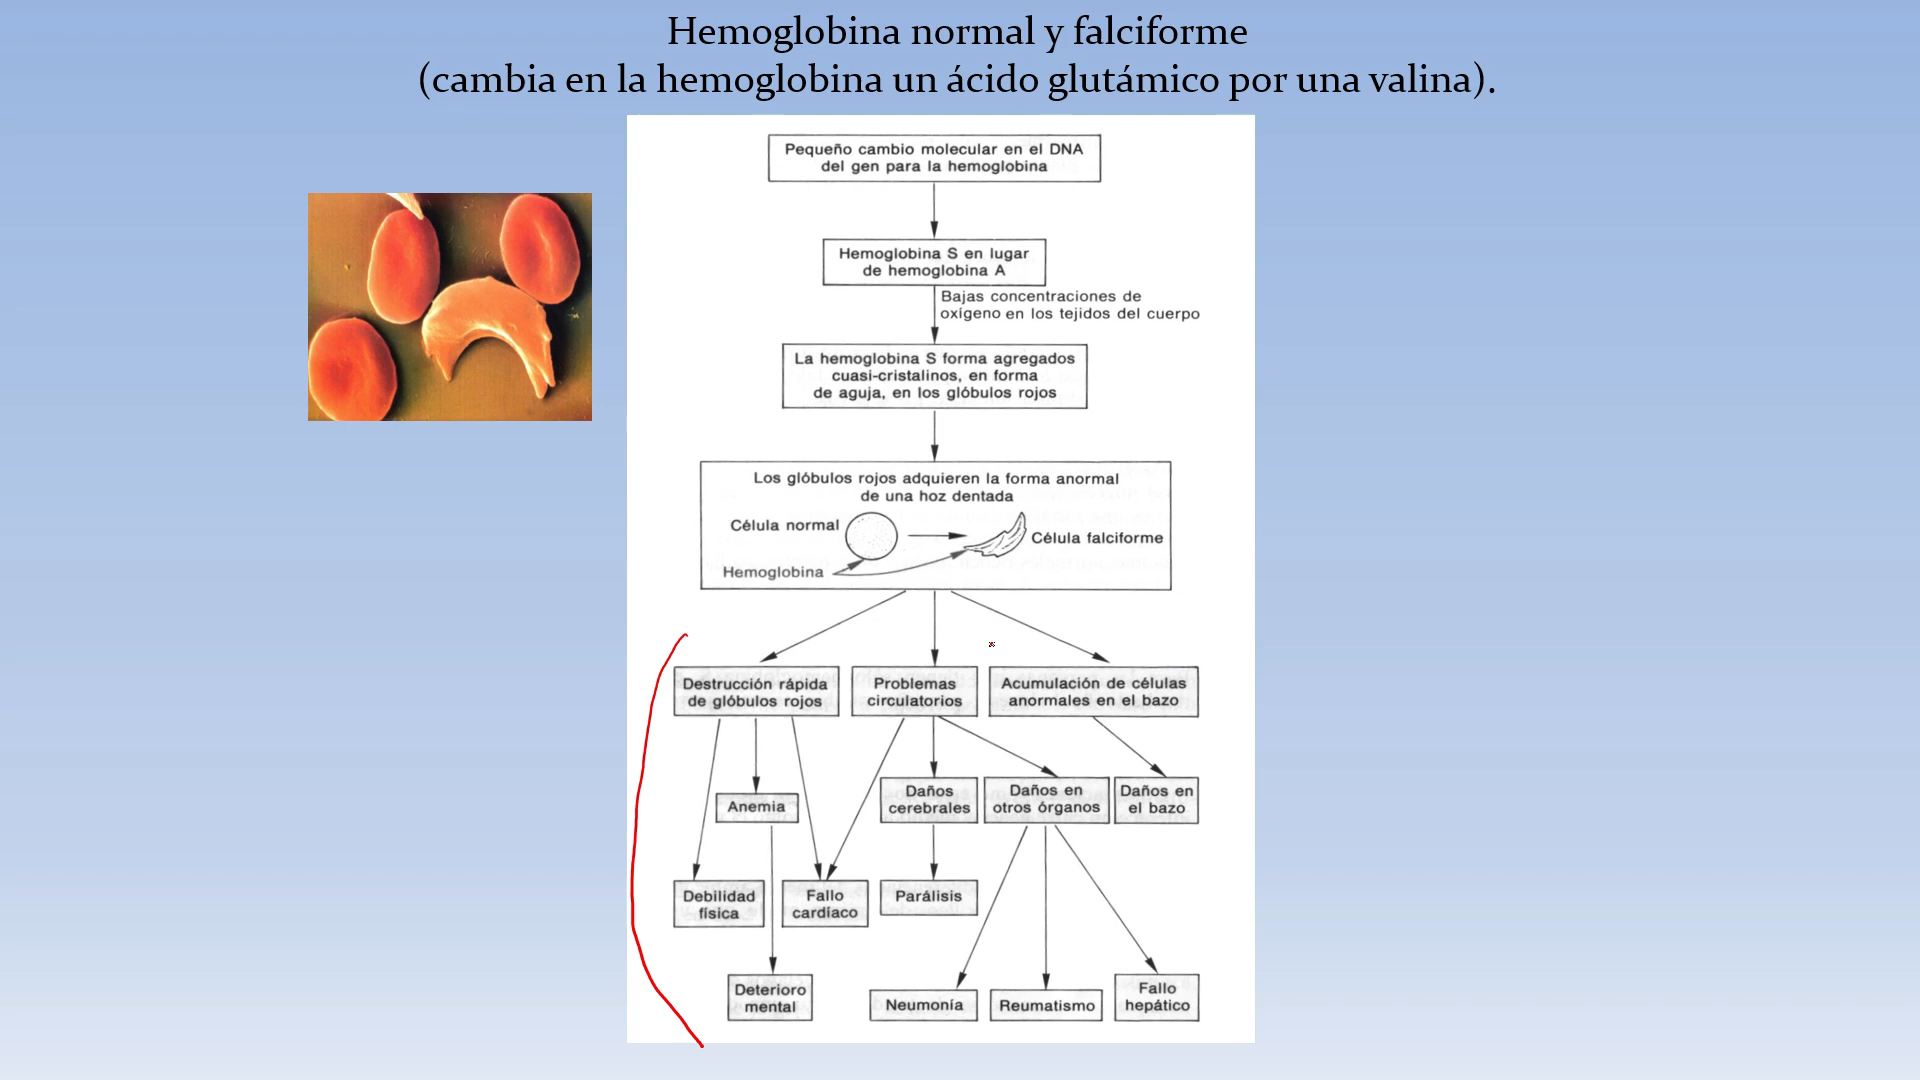 Hemoglobina normal y falciforme
(cambia en la hemoglobina un ácido glutámico por una valina).
Pequeño cambio molecular en el DNA
del gen para la hemoglobina
Hemoglobina S en lugar
de hemoglobina A
Bajas concentraciones de
oxígeno en los tejidos del cuerpo
La hemoglobina S forma agregados
cuasi-cristalinos, en forma
de aguja, en los glóbulos rojos
Los glóbulos rojos adquieren la forma anormal
de una hoz dentada
Célula normal
Célula falciforme
Hemoglobina
Destrucción rápida
de glóbulos rojos
Problemas
circulatorios
Acumulación de células
anormales en el bazo
Anemia
Daños
cerebrales
Daños en
otros órganos
Daños en
el bazo
Debilidad
física
Fallo
cardíaco
Parálisis
Deterioro
mental
Neumonía
Reumatismo
Fallo
hepático